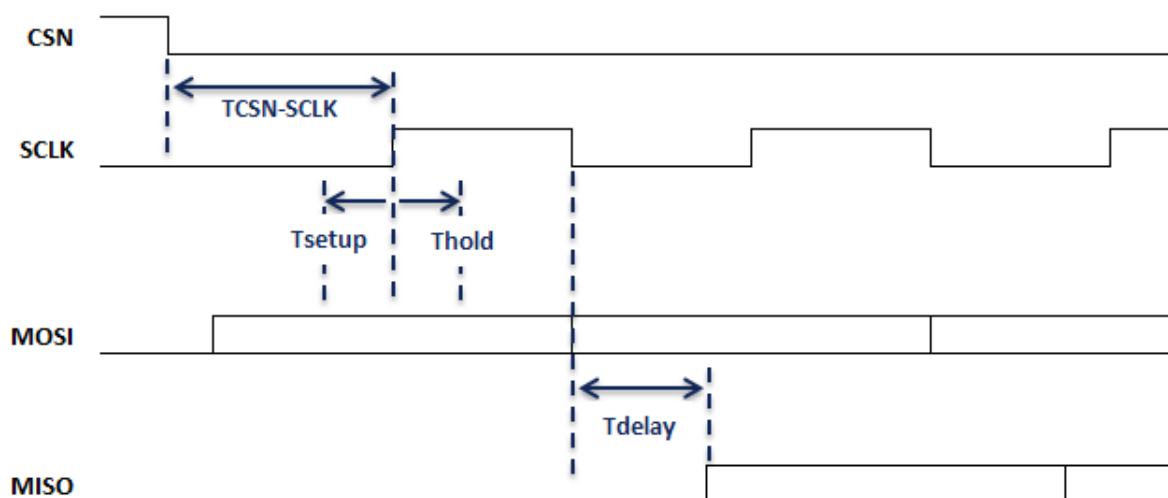 CSN
TCSN-SCLK
SCLK
Tsetup
Thold
MOSI
Tdelay
MISO